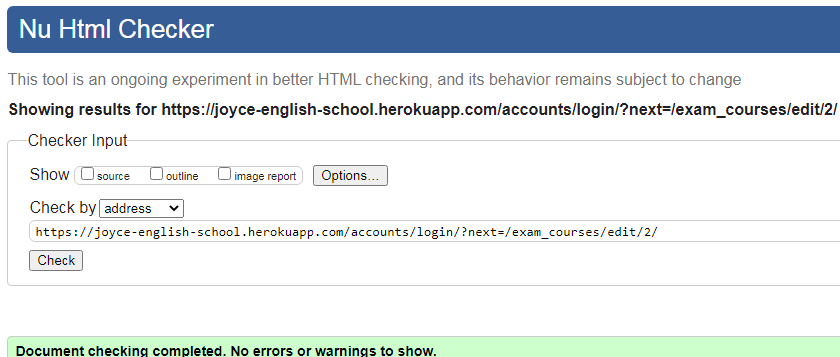 Nu Html Checker
This tool is an ongoing experiment in better HTML checking, and its behavior remains subject to change
Showing results for https://joyce-english-school.herokuapp.com/accounts/login/?next=/exam_courses/edit/2/
Checker Input
Show source outline image report Options...
Check by address
https://joyce-english-school.herokuapp.com/accounts/login/?next=/exam_courses/edit/2/
Check
Document checking completed. No errors or warnings to show.